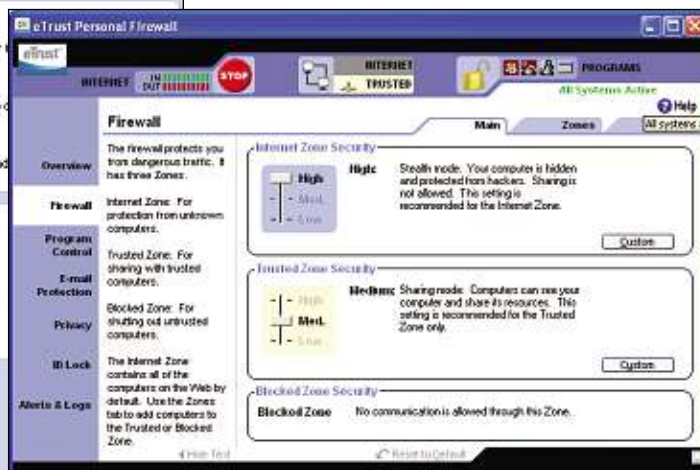 eTrust Personal Firewall
eTrust
INTERNET IN OUT STOP INTERNET TRUSTED PROGRAMS
All Systems Active
Help
Firewall
Main Zones All systems
Overview
Firewall
Program Control
E-mail Protection
Privacy
ID Lock
Alerts & Logs
The firewall protects you
from dangerous traffic. It
has three Zones.
Internet Zone: For
protection from unknown
computers.
Trusted Zone: For
sharing with trusted
computers.
Blocked Zone: For
shutting out untrusted
computers.
The Internet Zone
contains all of the
computers on the Web by
default. Use the Zones
tab to add computers to
the Trusted or Blocked
Zone.
Hide Text
Internet Zone Security
High
Med.
Low
High: Stealth mode. Your computer is hidden
and protected from hackers. Sharing is
not allowed. This setting is
recommended for the Internet Zone.
Custom
Trusted Zone Security
High
Med.
Low
Medium: Sharing mode: Computers can see your
computer and share its resources. This
setting is recommended for the Trusted
Zone only.
Custom
Blocked Zone Security
Blocked Zone No communication is allowed through this Zone.
Reset to Default